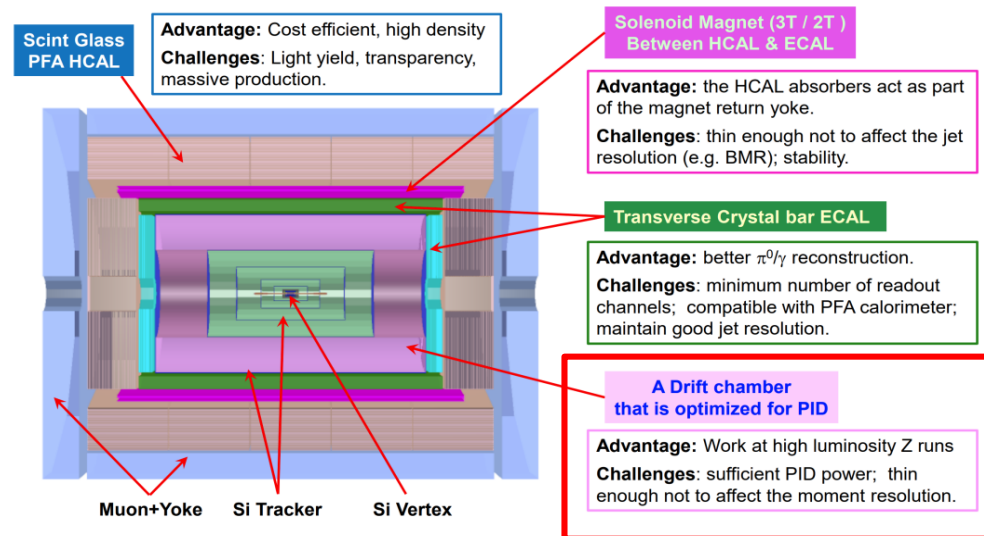 Scint Glass
PFA HCAL
Advantage: Cost efficient, high density
Challenges: Light yield, transparency,
massive production.
Solenoid Magnet (3T / 2T )
Between HCAL & ECAL
Advantage: the HCAL absorbers act as part
of the magnet return yoke.
Challenges: thin enough not to affect the jet
resolution (e.g. BMR); stability.
Transverse Crystal bar ECAL
Advantage: better π⁰/γ reconstruction.
Challenges: minimum number of readout
channels; compatible with PFA calorimeter;
maintain good jet resolution.
A Drift chamber
that is optimized for PID
Advantage: Work at high luminosity Z runs
Challenges: sufficient PID power; thin
enough not to affect the moment resolution.
Muon+Yoke
Si Tracker
Si Vertex